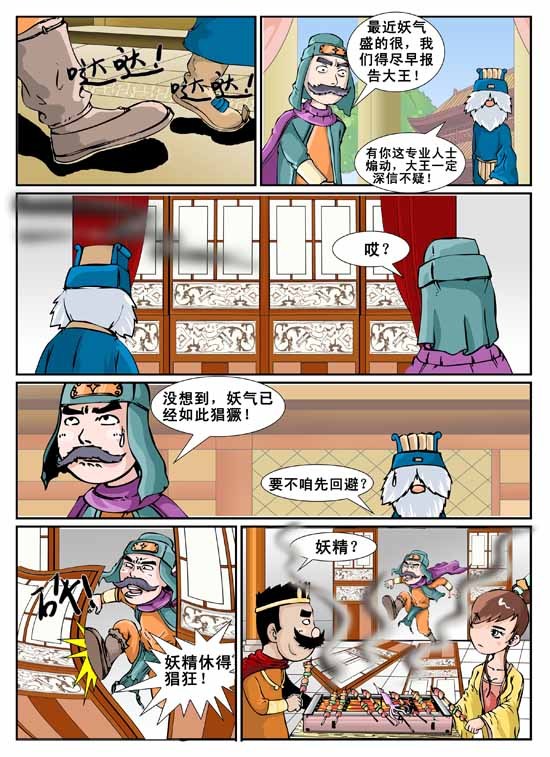 哒哒！
哒哒！
最近妖气
盛的很，我
们得尽早报
告大王！
有你这专业人士
煽动，大王一定
深信不疑！
哎？
没想到，妖气已
经如此猖獗！
要不咱先回避？
妖精休得
猖狂！
妖精？